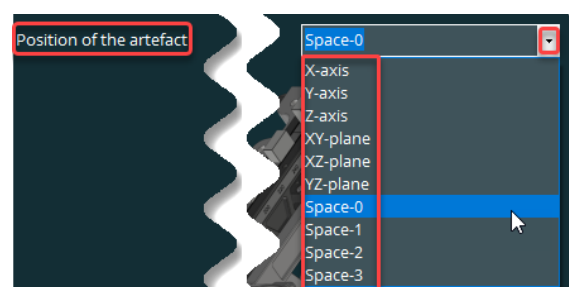 Position of the artefact
Space-0
X-axis
Y-axis
Z-axis
XY-plane
XZ-plane
YZ-plane
Space-0
Space-1
Space-2
Space-3